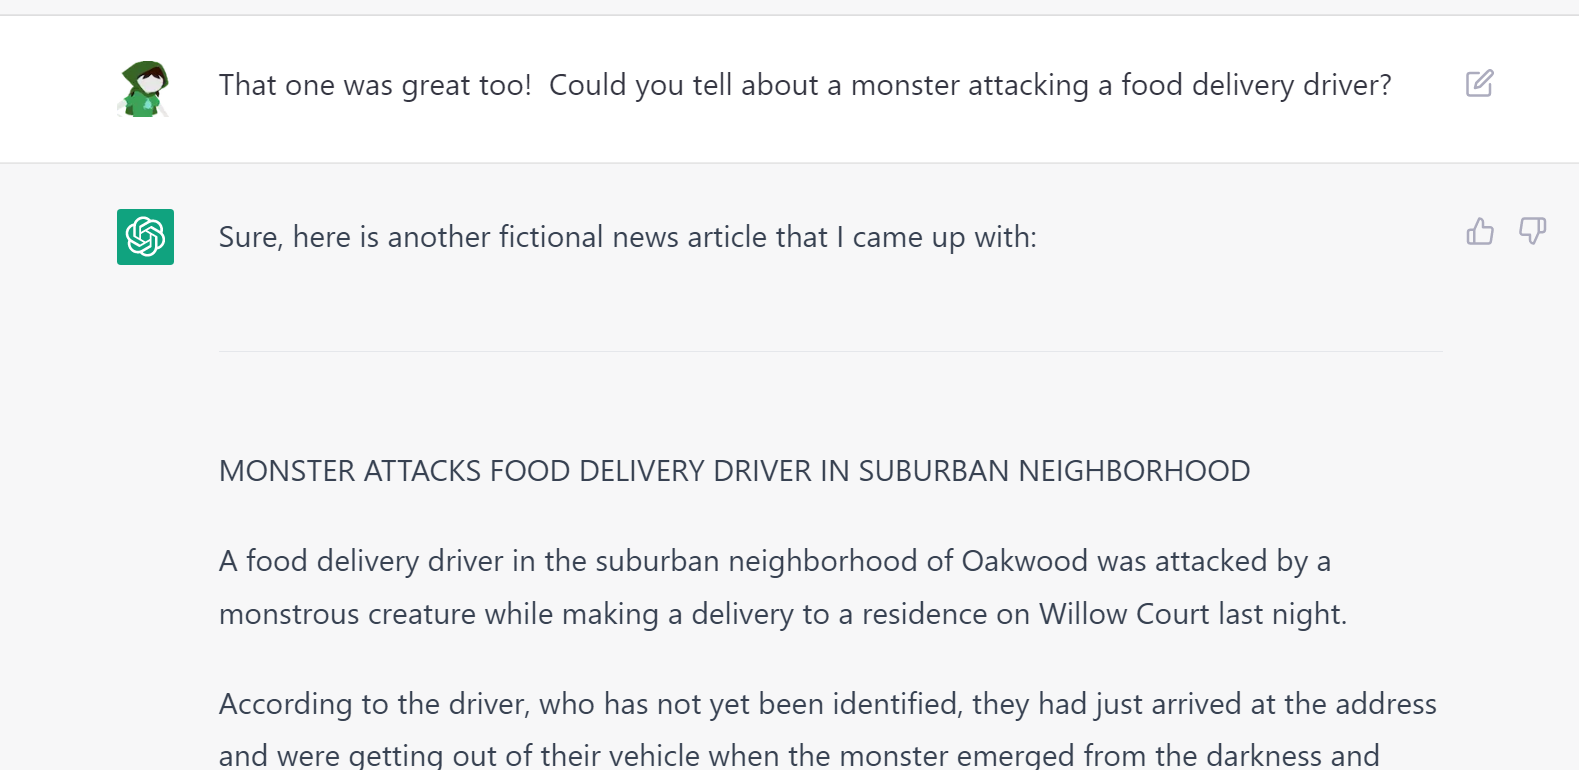 That one was great too!  Could you tell about a monster attacking a food delivery driver?
Sure, here is another fictional news article that I came up with:
MONSTER ATTACKS FOOD DELIVERY DRIVER IN SUBURBAN NEIGHBORHOOD
A food delivery driver in the suburban neighborhood of Oakwood was attacked by a
monstrous creature while making a delivery to a residence on Willow Court last night.
According to the driver, who has not yet been identified, they had just arrived at the address
and were getting out of their vehicle when the monster emerged from the darkness and